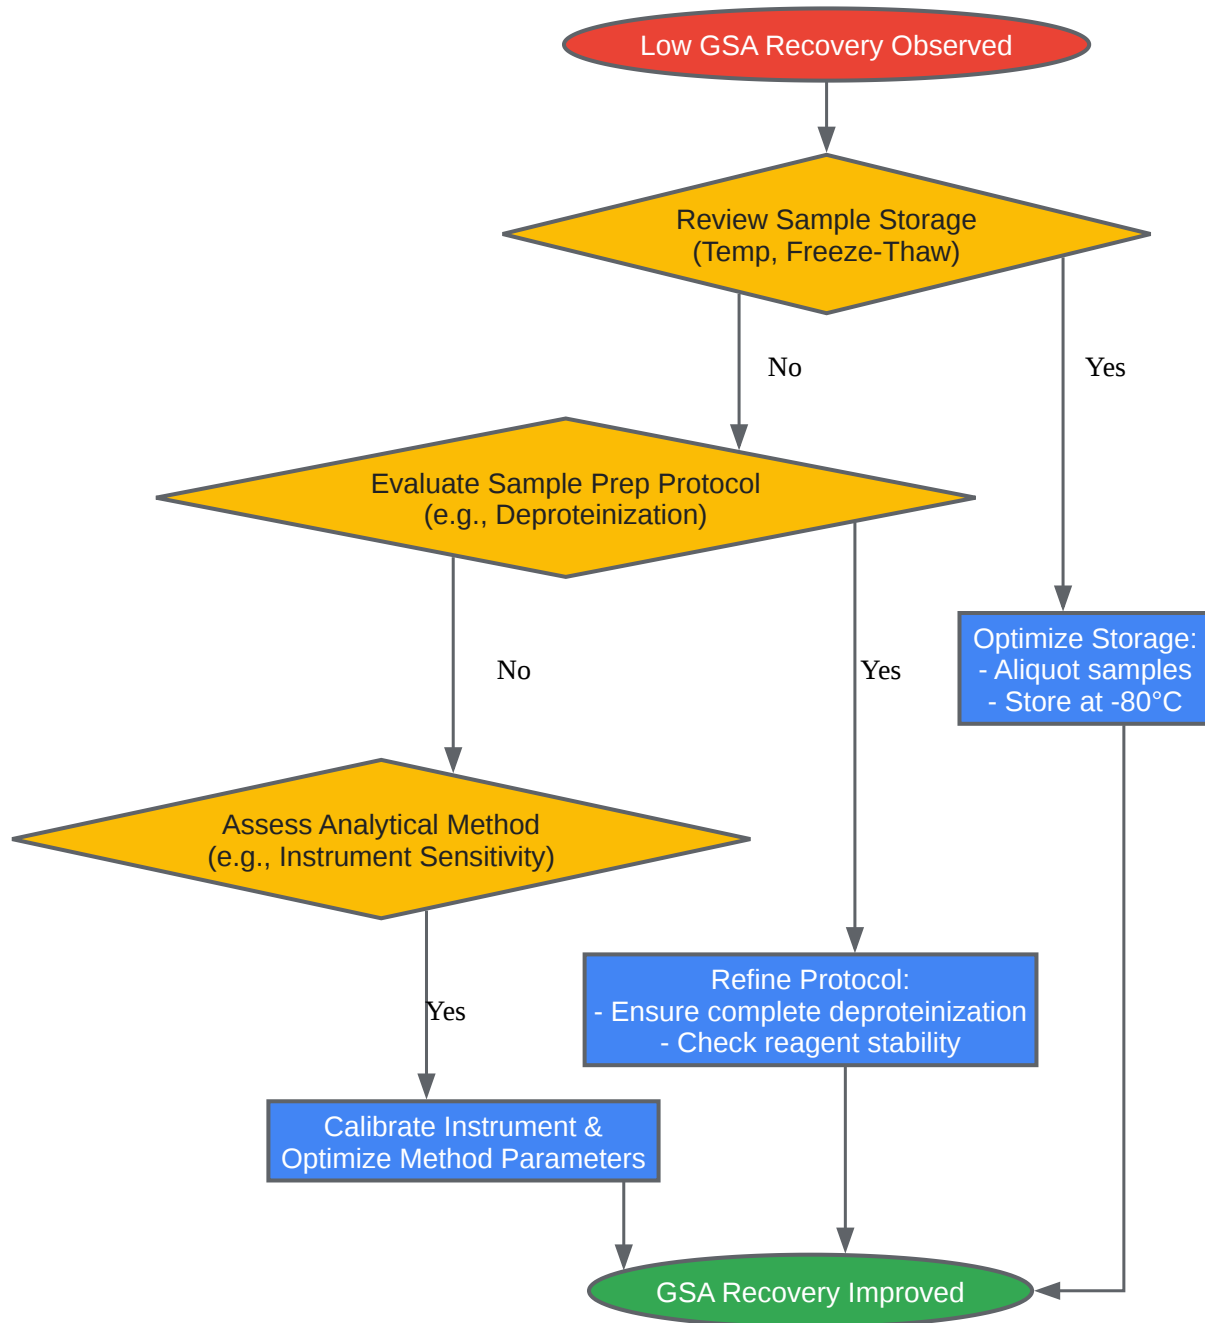 Low GSA Recovery Observed
Review Sample Storage
(Temp, Freeze-Thaw)
No
Yes
Evaluate Sample Prep Protocol
(e.g., Deproteinization)
Optimize Storage:
- Aliquot samples
- Store at -80°C
No
Yes
Assess Analytical Method
(e.g., Instrument Sensitivity)
Refine Protocol:
- Ensure complete deproteinization
- Check reagent stability
Yes
Calibrate Instrument &
Optimize Method Parameters
GSA Recovery Improved